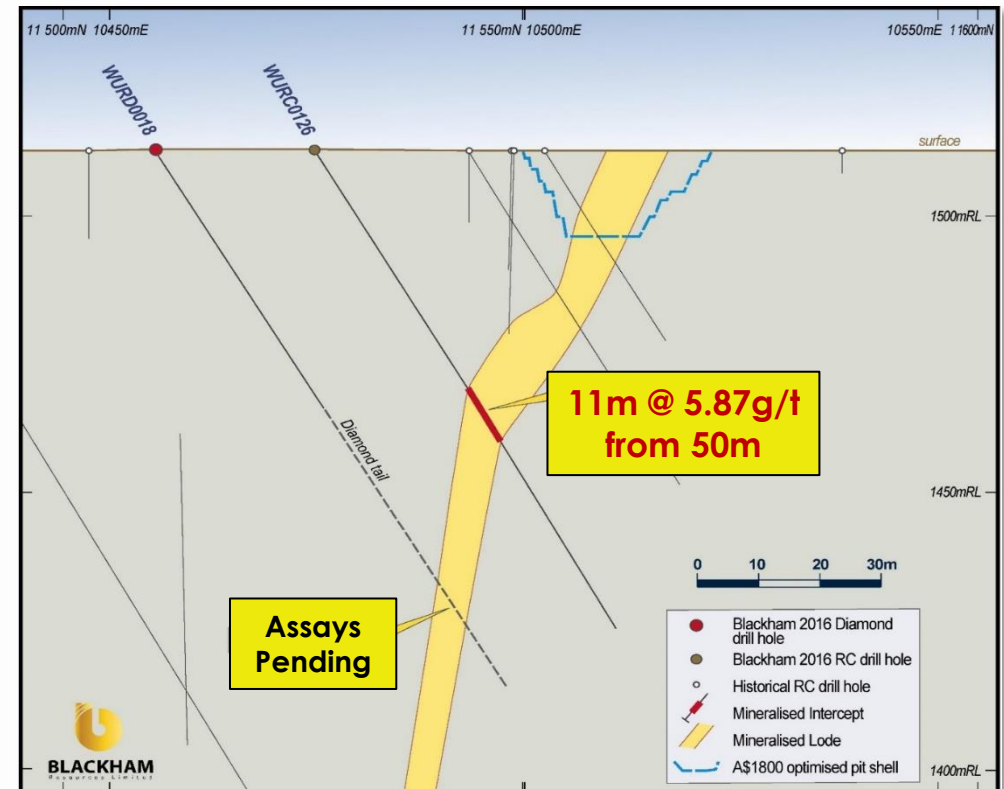 11 500mN 10450mE
11 550mN 10500mE
10550mE 11600mN
WURD0018
WURC0126
surface
1500mRL
11m @ 5.87g/t
from 50m
Diamond tail
1450mRL
0 10 20 30m
Assays
Pending
Blackham 2016 Diamond
drill hole
Blackham 2016 RC drill hole
Historical RC drill hole
Mineralised Intercept
Mineralised Lode
A$1800 optimised pit shell
1400mRL
BLACKHAM
Resources Limited